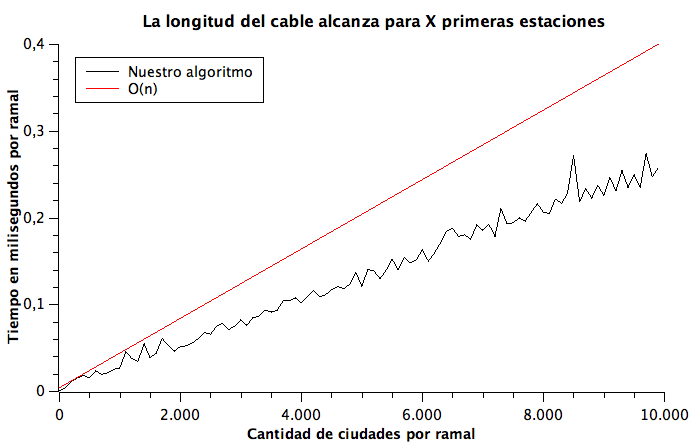 La longitud del cable alcanza para X primeras estaciones
0,4
0,3
0,2
0,1
0
Nuestro algoritmo
O(n)
Tiempo en milisegundos por ramal
0
2.000
4.000
6.000
8.000
10.000
Cantidad de ciudades por ramal